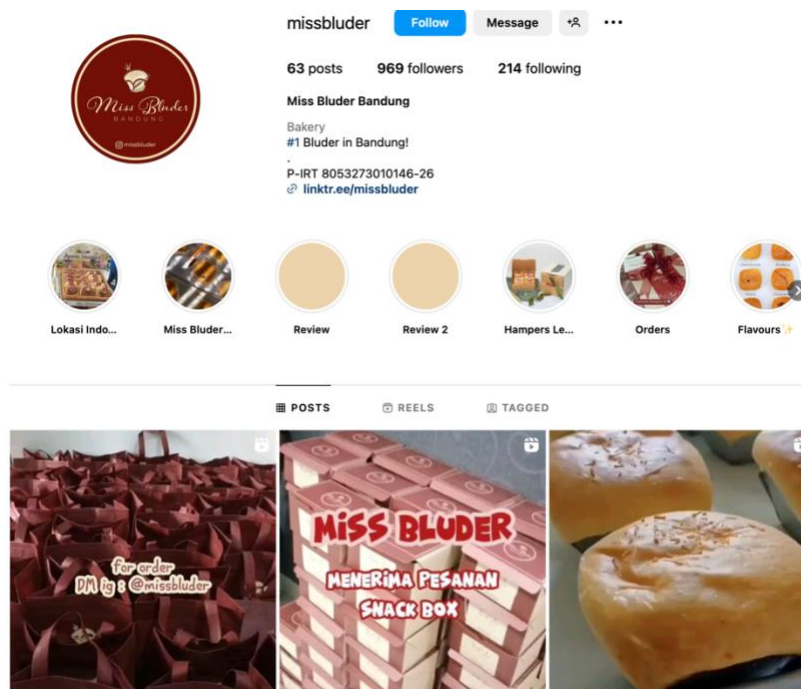 missbluder Follow Message
63 posts 969 followers 214 following
Miss Bluder Bandung
Bakery
#1 Bluder in Bandung!
.
P-IRT 8053273010146-26
linktr.ee/missbluder
Miss Bluder
BANDUNG
missbluder
Lokasi Indo... Miss Bluder... Review Review 2 Hampers Le... Orders Flavours✨
POSTS REELS TAGGED
for order
DM ig : @missbluder
MISS BLUDER
MENERIMA PESANAN
SNACK BOX